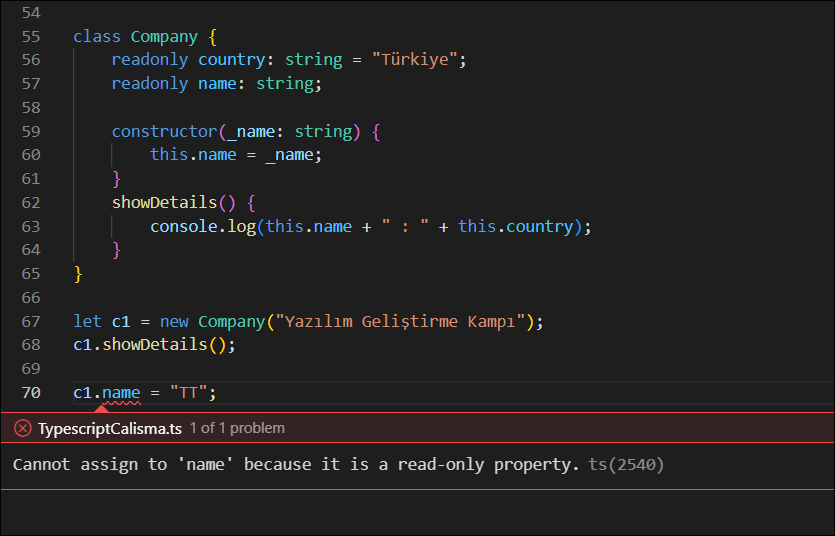 54
55 class Company {
56 readonly country: string = "Türkiye";
57 readonly name: string;
58
59 constructor(_name: string) {
60 this.name = _name;
61 }
62 showDetails() {
63 console.log(this.name + " : " + this.country);
64 }
65 }
66
67 let c1 = new Company("Yazılım Geliştirme Kampı");
68 c1.showDetails();
69
70 c1.name = "TT";
TypescriptCalisma.ts 1 of 1 problem
Cannot assign to 'name' because it is a read-only property. ts(2540)